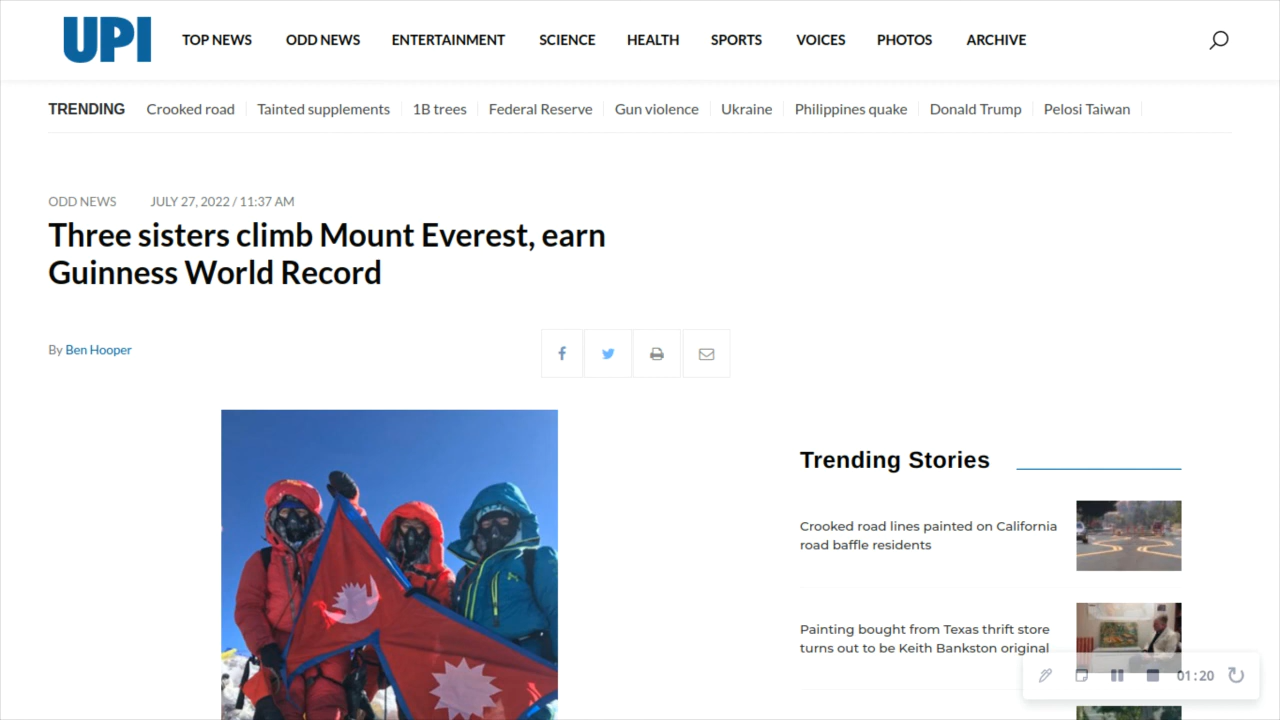 UPI
TOP NEWS ODD NEWS ENTERTAINMENT SCIENCE HEALTH SPORTS VOICES PHOTOS ARCHIVE
TRENDING Crooked road Tainted supplements 1B trees Federal Reserve Gun violence Ukraine Philippines quake Donald Trump Pelosi Taiwan
ODD NEWS JULY 27, 2022 / 11:37 AM
Three sisters climb Mount Everest, earn
Guinness World Record
By Ben Hooper
Trending Stories
Crooked road lines painted on California
road baffle residents
Painting bought from Texas thrift store
turns out to be Keith Bankston original
01:20